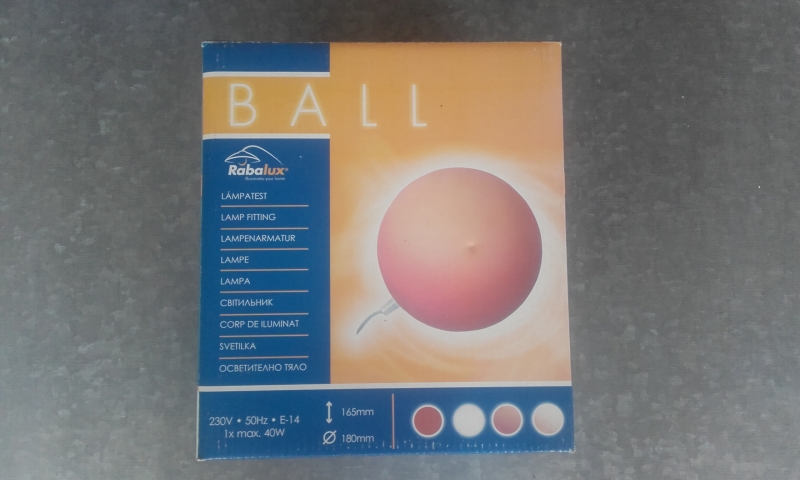 BALL
Rabalux
LÁMPATEST
LAMP FITTING
LAMPENARMATUR
LAMPE
LAMPA
СВІТИЛЬНИК
CORP DE ILUMINAT
SVETILKA
ОСВЕТИТЕЛНО ТЯЛО
230V • 50Hz • E-14
1x max. 40W
165mm
180mm